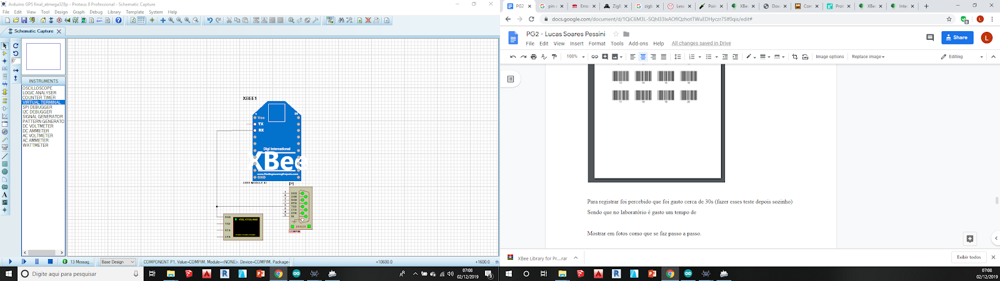 Arduino GPS final_atmega328p - Proteus 8 Professional - Schematic Capture
File Edit View Tool Design Graph Debug Library Template System Help
Schematic Capture
INSTRUMENTS
OSCILLOSCOPE
LOGIC ANALYSER
COUNTER TIMER
VIRTUAL TERMINAL
SPI DEBUGGER
I2C DEBUGGER
SIGNAL GENERATOR
PATTERN GENERATO
DC VOLTMETER
DC AMMETER
AC VOLTMETER
AC AMMETER
WATTMETER
XBEE1
Vcc
TX
RX
Digi International
XBee
www.TheEngineeringProjects.com
GND
XBEE MODULE
P1
DCD
DSR
RXD
RTS
TXD
CTS
DTR
RI
ERROR
COMPIM
RXD
TXD
RTS
CTS
13 Messag...
Base Design
COMPONENT P1, Value=COMPIM, Module=<NONE>, Device=COMPIM, Package=
+10600.0
+1600.0
th
Digite aqui para pesquisar
07:08
02/12/2019
PG2
pin
Erro
ZigB
zigb
Less
Poin
XBe
Dow
Con
Prot
XBe
Inte
docs.google.com/document/d/1QiC6M3L-SQhl33IxAOfIQzhotTWuEDHyczr75If0qis/edit#
PG2 - Lucas Soares Pessini
File Edit View Insert Format Tools Add-ons Help All changes saved in Drive
Share
L
100%
Image options
Replace image
Editing
Para registrar foi percebido que foi gasto cerca de 30s (fazer esses teste depois sozinho)
Sendo que no laboratório é gasto um tempo de
Mostrar em fotos como que se faz passo a passo.
XBee Library for Pr....rar
Exibir todos
07:08
02/12/2019